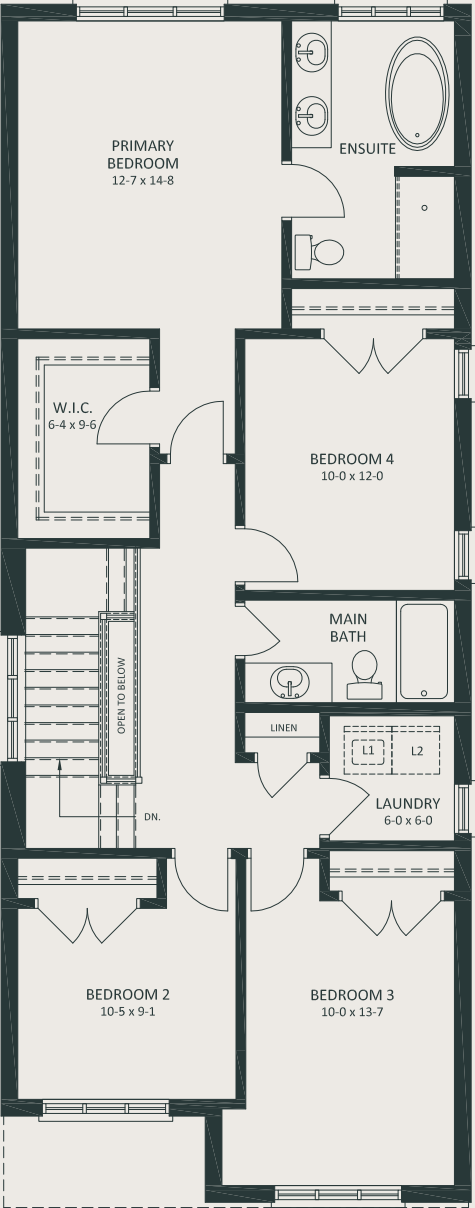 PRIMARY
BEDROOM
12-7 x 14-8
ENSUITE
W.I.C.
6-4 x 9-6
BEDROOM 4
10-0 x 12-0
MAIN
BATH
OPEN TO BELOW
LINEN
L1
L2
LAUNDRY
6-0 x 6-0
DN.
BEDROOM 2
10-5 x 9-1
BEDROOM 3
10-0 x 13-7